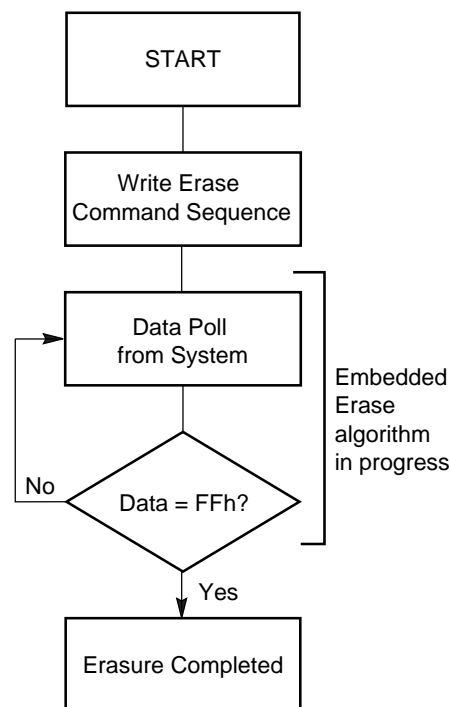 START
Write Erase
Command Sequence
Data Poll
from System
Embedded
Erase
algorithm
in progress
No
Data = FFh?
Yes
Erasure Completed